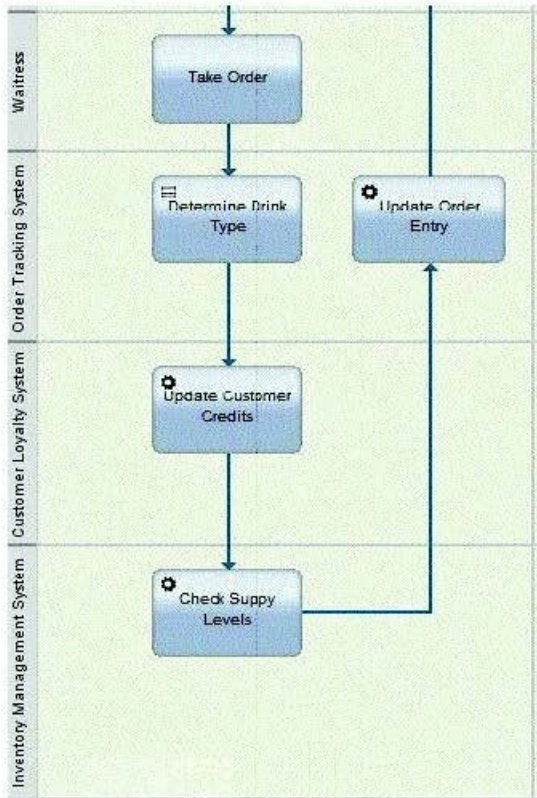 Waitress
Take Order
Order Tracking System
Determine Drink
Type
Update Order
Entry
Customer Loyalty System
Update Customer
Credits
Inventory Management System
Check Suppy
Levels